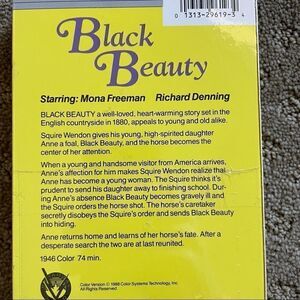 0 1313-29619-3 4
Black
Beauty
Starring: Mona Freeman Richard Denning
BLACK BEAUTY a well-loved, heart-warming story set in the
English countryside in 1880, appeals to young and old alike.
Squire Wendon gives his young, high-spirited daughter
Anne a foal, Black Beauty, and the horse becomes the
center of her attention.
When a young and handsome visitor from America arrives,
Anne's affection for him makes Squire Wendon realize that
Anne has become a young woman. The Squire thinks it's
prudent to send his daughter away to finishing school. Dur-
ing Anne's absence Black Beauty becomes gravely ill and
the Squire orders the horse shot. The horse's caretaker
secretly disobeys the Squire's order and sends Black Beauty
into hiding.
Anne returns home and learns of her horse's fate. After a
desperate search the two are at last reunited.
1946 Color 74 min.
Color Version © 1988 Color Systems Technology, Inc.
All Rights Reserved.